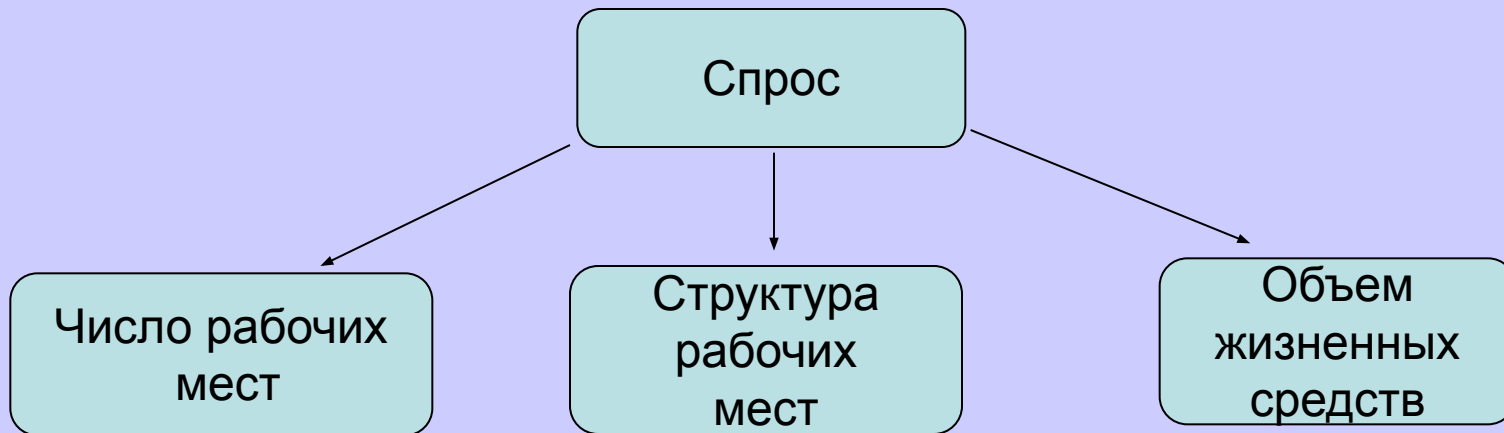 Спрос
Число рабочих
мест
Структура
рабочих
мест
Объем
жизненных
средств